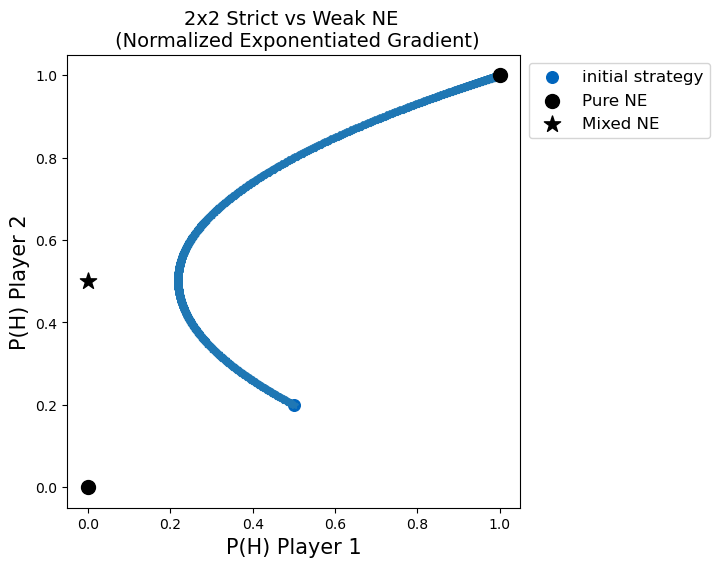 2x2 Strict vs Weak NE
(Normalized Exponentiated Gradient)
initial strategy
Pure NE
Mixed NE
P(H) Player 2
1.0
0.8
0.6
0.4
0.2
0.0
0.0 0.2 0.4 0.6 0.8 1.0
P(H) Player 1